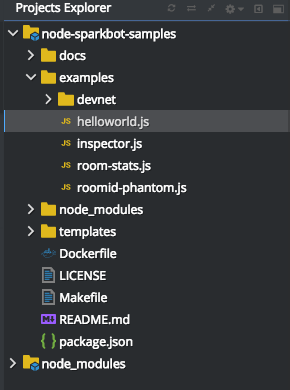 Projects Explorer
node-sparkbot-samples
docs
examples
devnet
JS helloworld.js
JS inspector.js
JS room-stats.js
JS roomid-phantom.js
node_modules
templates
Dockerfile
LICENSE
Makefile
README.md
{ } package.json
node_modules